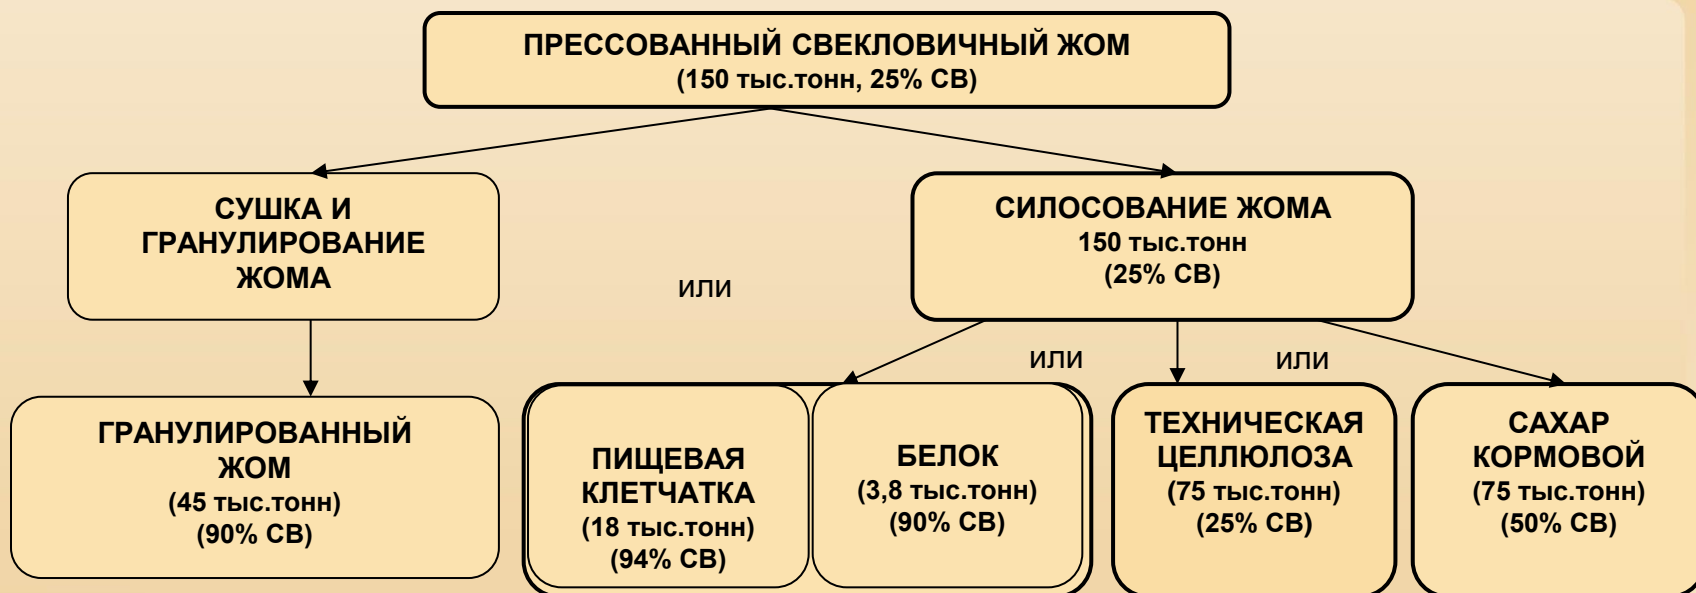 ПРЕССОВАННЫЙ СВЕКЛОВИЧНЫЙ ЖОМ
(150 тыс.тонн, 25% СВ)
СУШКА И
ГРАНУЛИРОВАНИЕ
ЖОМА
ИЛИ
СИЛОСОВАНИЕ ЖОМА
150 тыс.тонн
(25% СВ)
ИЛИ
ИЛИ
ГРАНУЛИРОВАННЫЙ
ЖОМ
(45 тыс.тонн)
(90% СВ)
ПИЩЕВАЯ
КЛЕТЧАТКА
(18 тыс.тонн)
(94% СВ)
БЕЛОК
(3,8 тыс.тонн)
(90% СВ)
ТЕХНИЧЕСКАЯ
ЦЕЛЛЮЛОЗА
(75 тыс.тонн)
(25% СВ)
САХАР
КОРМОВОЙ
(75 тыс.тонн)
(50% СВ)